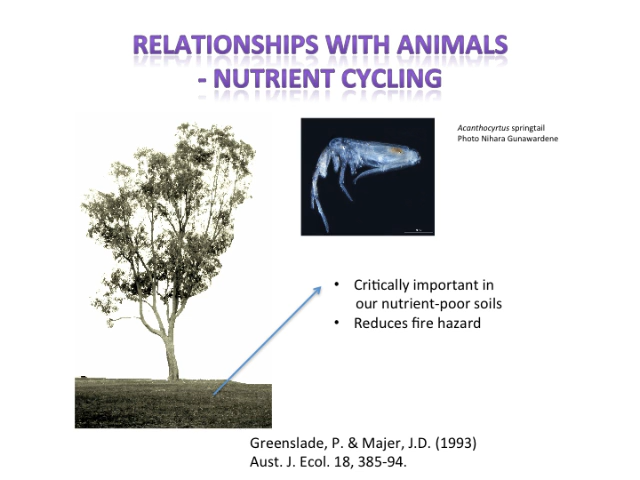 RELATIONSHIPS WITH ANIMALS
- NUTRIENT CYCLING
Acanthocyrtus springtail
Photo Nihara Gunawardene
• Critically important in
our nutrient-poor soils
• Reduces fire hazard
Greenslade, P. & Majer, J.D. (1993)
Aust. J. Ecol. 18, 385-94.